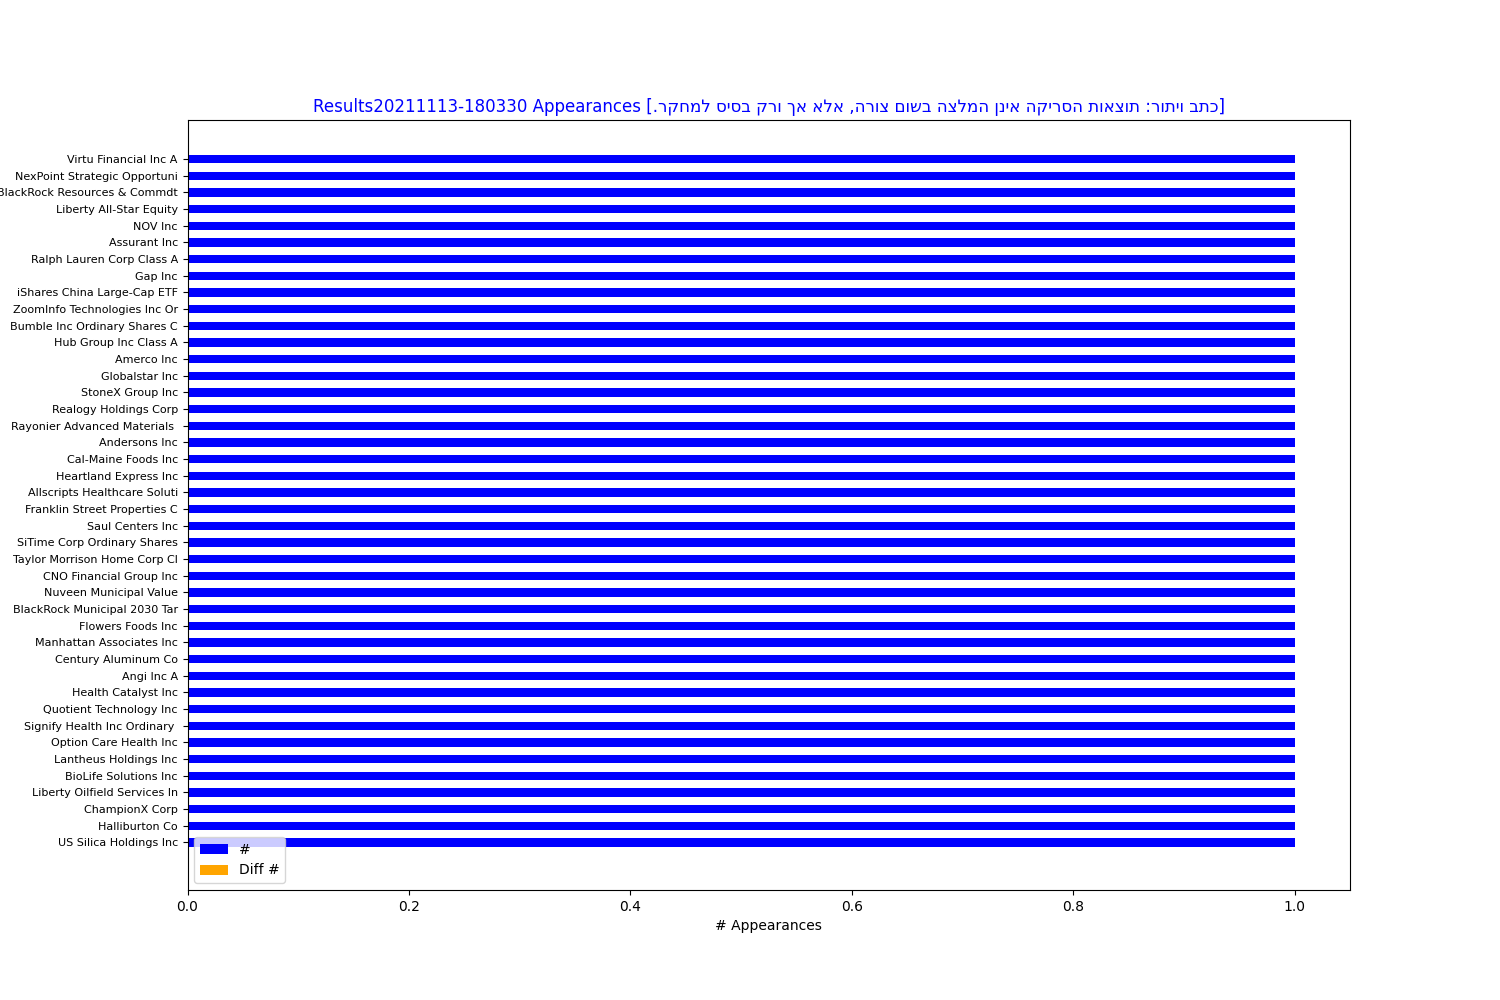 Results20211113-180330 Appearances [כתב ויתור: תוצאות הסריקה אינן המלצה בשום צורה, אלא אך ורק בסיס למחקר.]
Virtu Financial Inc A
NexPoint Strategic Opportuni
BlackRock Resources & Commdt
Liberty All-Star Equity
NOV Inc
Assurant Inc
Ralph Lauren Corp Class A
Gap Inc
iShares China Large-Cap ETF
ZoomInfo Technologies Inc Or
Bumble Inc Ordinary Shares C
Hub Group Inc Class A
Amerco Inc
Globalstar Inc
StoneX Group Inc
Realogy Holdings Corp
Rayonier Advanced Materials
Andersons Inc
Cal-Maine Foods Inc
Heartland Express Inc
Allscripts Healthcare Soluti
Franklin Street Properties C
Saul Centers Inc
SiTime Corp Ordinary Shares
Taylor Morrison Home Corp Cl
CNO Financial Group Inc
Nuveen Municipal Value
BlackRock Municipal 2030 Tar
Flowers Foods Inc
Manhattan Associates Inc
Century Aluminum Co
Angi Inc A
Health Catalyst Inc
Quotient Technology Inc
Signify Health Inc Ordinary
Option Care Health Inc
Lantheus Holdings Inc
BioLife Solutions Inc
Liberty Oilfield Services In
ChampionX Corp
Halliburton Co
US Silica Holdings Inc
#
Diff #
0.0 0.2 0.4 0.6 0.8 1.0
# Appearances